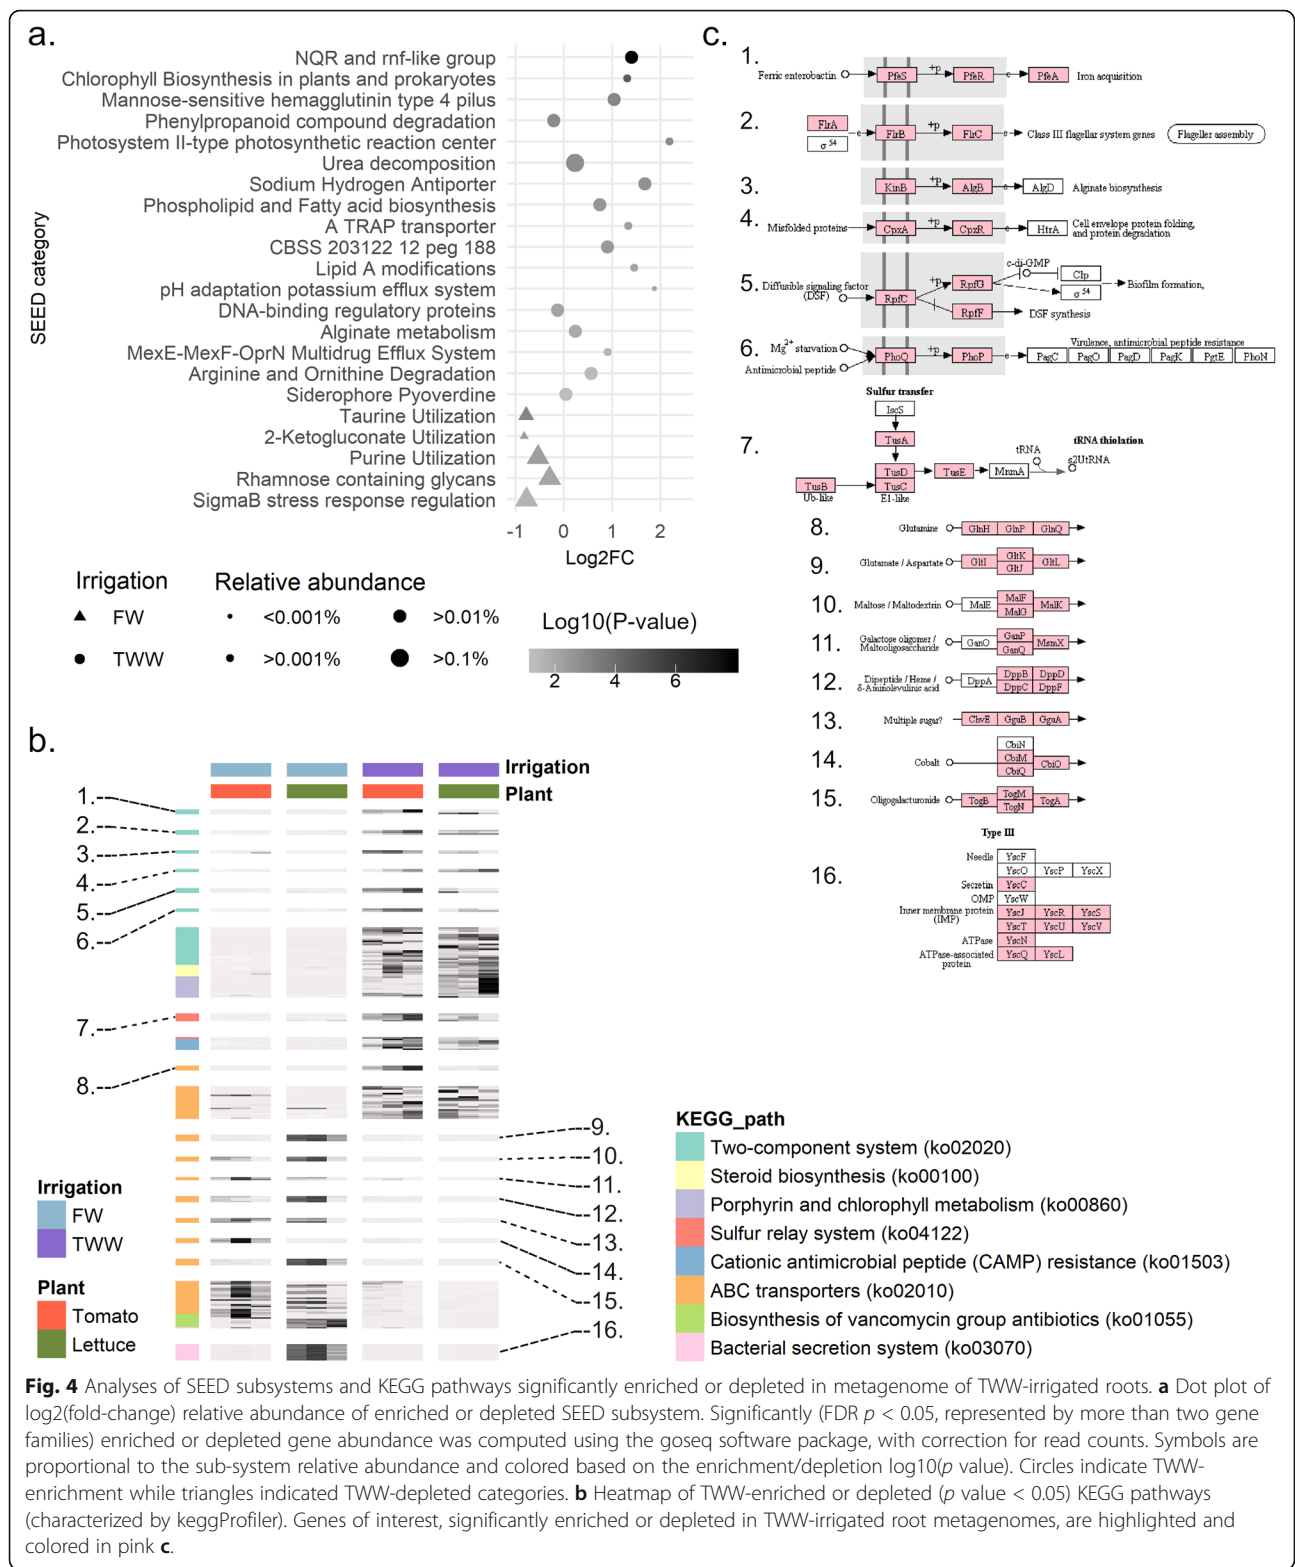 a.
SEED category
NQR and rnf-like group
Chlorophyll Biosynthesis in plants and prokaryotes
Mannose-sensitive hemagglutinin type 4 pilus
Phenylpropanoid compound degradation
Photosystem II-type photosynthetic reaction center
Urea decomposition
Sodium Hydrogen Antiporter
Phospholipid and Fatty acid biosynthesis
A TRAP transporter
CBSS 203122 12 peg 188
Lipid A modifications
pH adaptation potassium efflux system
DNA-binding regulatory proteins
Alginate metabolism
MexE-MexF-OprN Multidrug Efflux System
Arginine and Ornithine Degradation
Siderophore Pyoverdine
Taurine Utilization
2-Ketogluconate Utilization
Purine Utilization
Rhamnose containing glycans
SigmaB stress response regulation
-1 0 1 2
Log2FC
Irrigation
FW
TWW
Relative abundance
<0.001% >0.01%
>0.001% >0.1%
Log10(P-value)
2 4 6
b.
Irrigation
Plant
1.
2.
3.
4.
5.
6.
7.
8.
9.
10.
11.
12.
13.
14.
15.
16.
Irrigation
FW
TWW
Plant
Tomato
Lettuce
KEGG_path
Two-component system (ko02020)
Steroid biosynthesis (ko00100)
Porphyrin and chlorophyll metabolism (ko00860)
Sulfur relay system (ko04122)
Cationic antimicrobial peptide (CAMP) resistance (ko01503)
ABC transporters (ko02010)
Biosynthesis of vancomycin group antibiotics (ko01055)
Bacterial secretion system (ko03070)
c.
1.
Ferric enterobactin PfeS +p PfeR e PfeA Iron acquisition
2.
FlrA
σ 54
e FlrB +p FlrC e Class III flagellar system genes Flageller assembly
3.
KinB +p AlgB e AlgD Alginate biosynthesis
4.
Misfolded proteins CpxA +p CpxR e HtrA Cell envelope protein folding,
and protein degradation
5.
Diffusible signaling factor
(DSF)
RpfC +p RpfG c-di-GMP Clp
σ 54 Biofilm formation,
RpfF DSF synthesis
6.
Mg2+ starvation
Antimicrobial peptide
PhoQ +p PhoP e
Virulence, antimicrobial peptide resistance
PagC PagO PagD PagK PgtE PhoN
7.
Sulfur transfer
IscS
TusA
TusD TusE MnmA tRNA s2UtRNA
tRNA thiolation
TusB TusC
Ub-like E1-like
8.
Glutamine GlnH GlnP GlnQ
9.
Glutamate / Aspartate GltI GltK GltJ GltL
10.
Maltose / Maltodextrin MalE MalF MalG MalK
11.
Galactose oligomer /
Maltooligosaccharide GanO GanP GanQ MsmX
12.
Dipeptide / Heme /
δ-Aminolevulinic acid DppA DppB DppD
DppC DppF
13.
Multiple sugar? ChvE GguB GguA
14.
Cobalt CbiN CbiM CbiQ CbiO
15.
Oligogalacturonide TogB TogM TogN TogA
16.
Type III
Needle YscF
YscO YscP YscX
Secretin YscC
OMP YscW
Inner membrane protein
(IMP) YscJ YscR YscS
YscT YscU YscV
ATPase YscN
ATPase-associated
protein YscQ YscL
Fig. 4 Analyses of SEED subsystems and KEGG pathways significantly enriched or depleted in metagenome of TWW-irrigated roots. a Dot plot of
log2(fold-change) relative abundance of enriched or depleted SEED subsystem. Significantly (FDR p < 0.05, represented by more than two gene
families) enriched or depleted gene abundance was computed using the goseq software package, with correction for read counts. Symbols are
proportional to the sub-system relative abundance and colored based on the enrichment/depletion log10(p value). Circles indicate TWW-
enrichment while triangles indicated TWW-depleted categories. b Heatmap of TWW-enriched or depleted (p value < 0.05) KEGG pathways
(characterized by keggProfiler). Genes of interest, significantly enriched or depleted in TWW-irrigated root metagenomes, are highlighted and
colored in pink c.